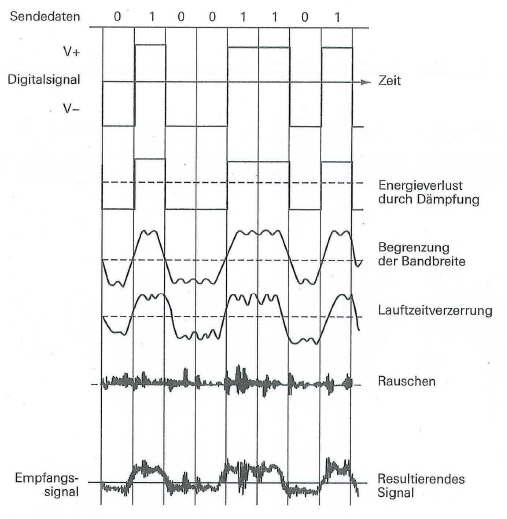 Sendedaten 0 1 0 0 1 1 0 1
V+
Digitalsignal
Zeit
V–
Energieverlust
durch Dämpfung
Begrenzung
der Bandbreite
Lauftzeitverzerrung
Rauschen
Empfangs-
signal
Resultierendes
Signal